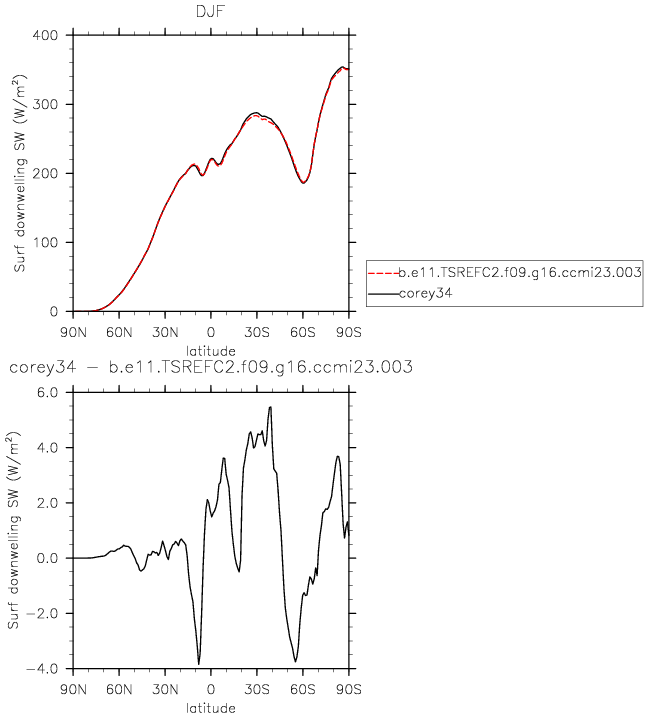 DJF
400
300
200
100
0
Surf downwelling SW (W/m²)
90N 60N 30N 0 30S 60S 90S
latitude
b.e11.TSREFC2.f09.g16.ccmi23.003
corey34
corey34 − b.e11.TSREFC2.f09.g16.ccmi23.003
6.0
4.0
2.0
0.0
−2.0
−4.0
Surf downwelling SW (W/m²)
90N 60N 30N 0 30S 60S 90S
latitude